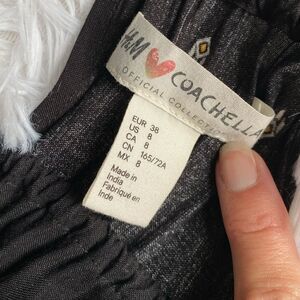 H&M COACHELLA
OFFICIAL COLLECTION
EUR 38
US 8
CA 8
CN 165/72A
MX 8
Made in
India
Fabriqué en
Inde